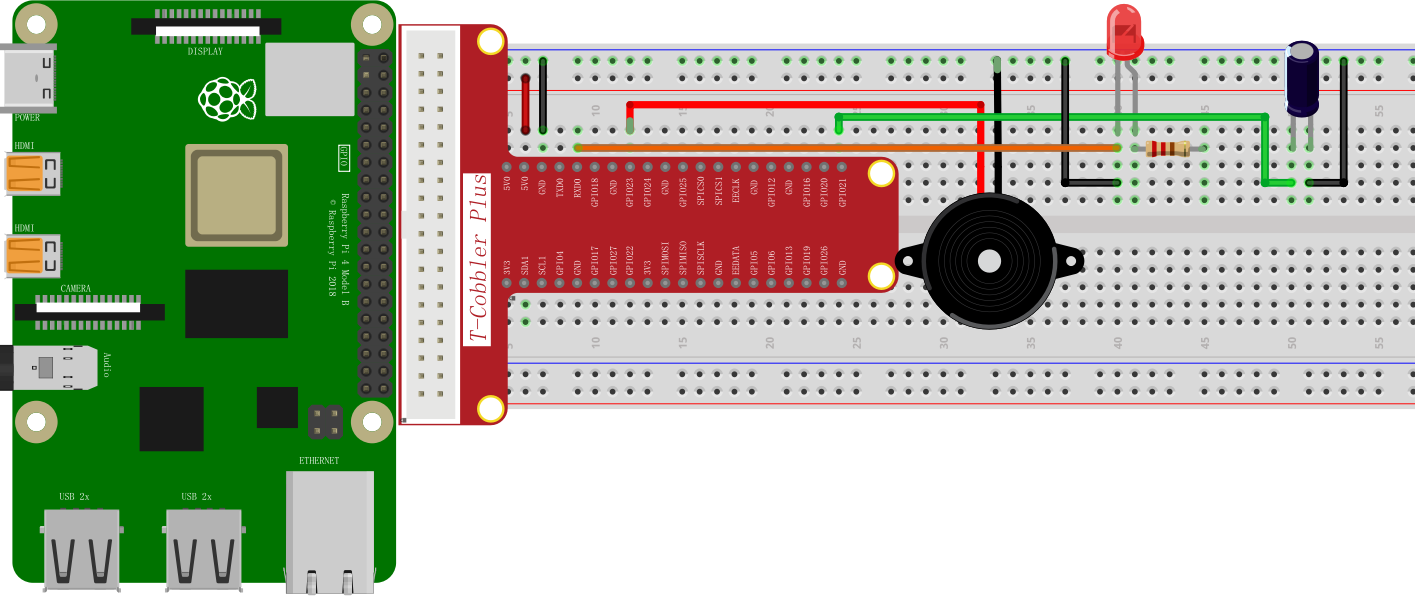 DISPLAY
POWER
HDMI
GPIO
Raspberry Pi 4 Model B
© Raspberry Pi 2018
HDMI
CAMERA
Audio
ETHERNET
USB 2x
USB 2x
T-Cobbler Plus
5V0
5V0
GND
TXD0
RXD0
GPIO18
GND
GPIO23
GPIO24
GND
GPIO25
SPICS0
SPICS1
EECLK
GND
GPIO12
GND
GPIO16
GPIO20
GPIO21
3V3
SDA1
SCL1
GPIO4
GND
GPIO17
GPIO27
GPIO22
3V3
SPIMOSI
SPIMISO
SPISCLK
GND
EEDATA
GPIO5
GPIO6
GPIO13
GPIO19
GPIO26
GND
5
10
15
20
25
35
45
55
5
10
15
20
25
30
35
40
45
50
55